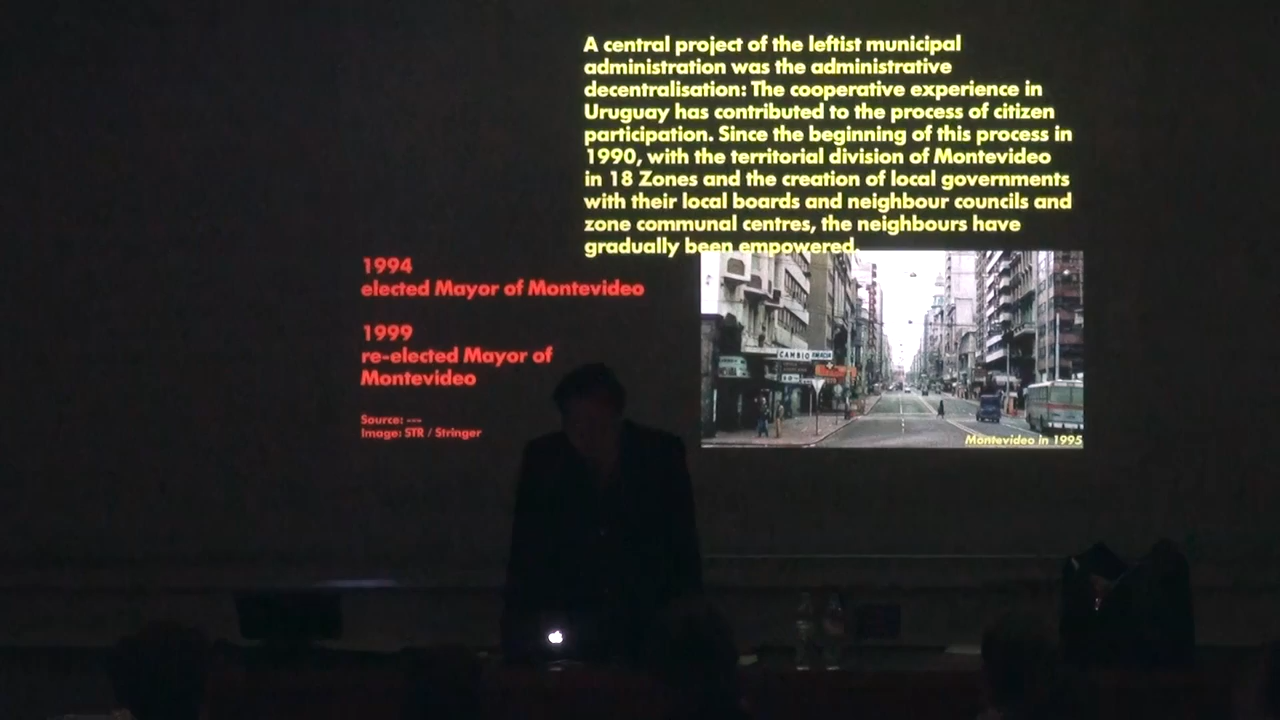 A central project of the leftist municipal
administration was the administrative
decentralisation: The cooperative experience in
Uruguay has contributed to the process of citizen
participation. Since the beginning of this process in
1990, with the territorial division of Montevideo
in 18 Zones and the creation of local governments
with their local boards and neighbour councils and
zone communal centres, the neighbours have
gradually been empowered.
1994
elected Mayor of Montevideo
1999
re-elected Mayor of
Montevideo
Source: ---
Image: STR / Stringer
CAMBIO
Montevideo in 1995